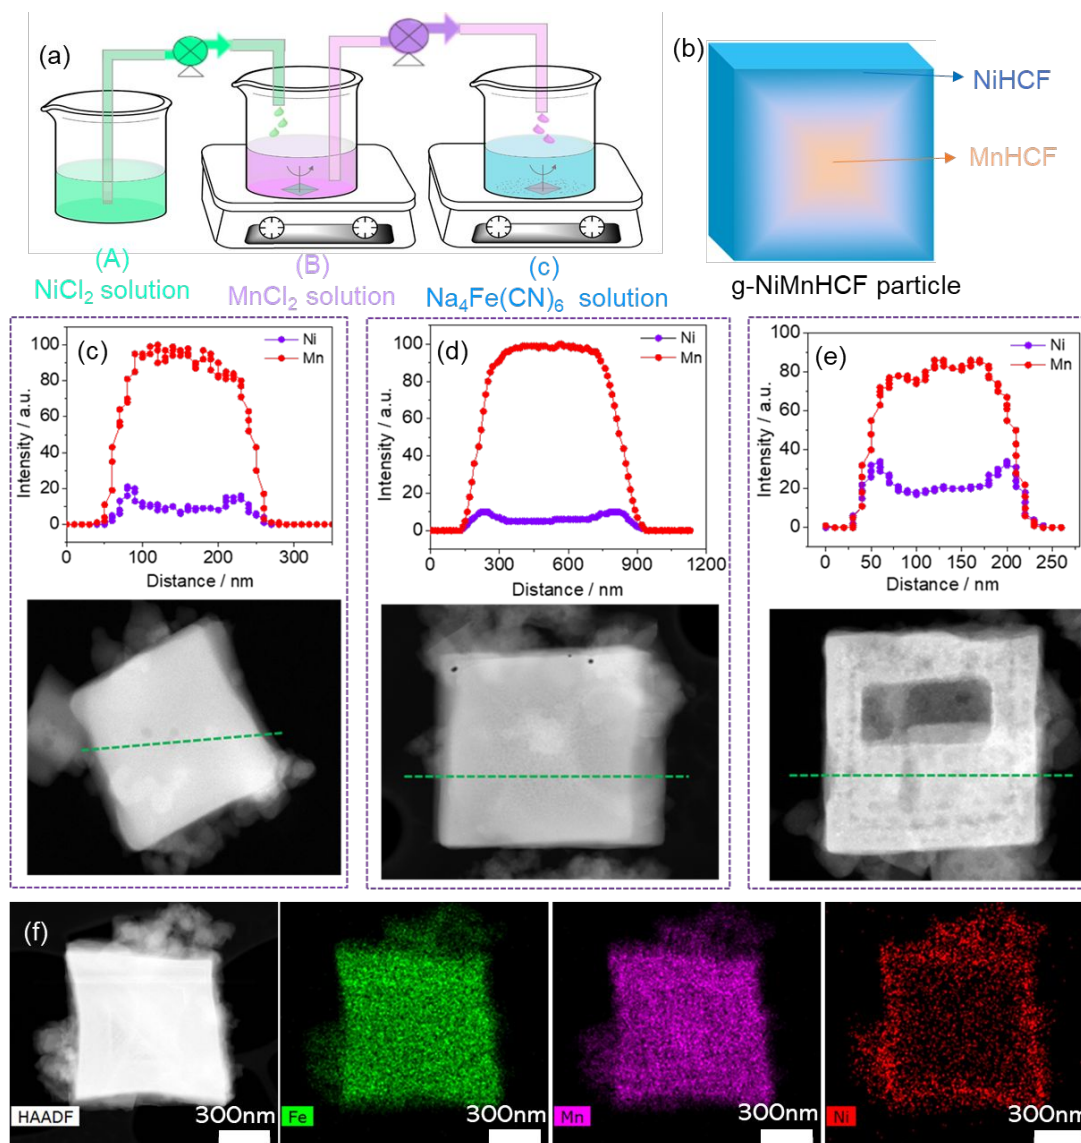 (a)
(A)
NiCl₂ solution
(B)
MnCl₂ solution
(c)
Na₄Fe(CN)₆ solution
(b)
NiHCF
MnHCF
g-NiMnHCF particle
(c)
Ni
Mn
Intensity / a.u.
100
80
60
40
20
0
0 100 200 300
Distance / nm
(d)
Ni
Mn
Intensity / a.u.
100
80
60
40
20
0
0 300 600 900 1200
Distance / nm
(e)
Ni
Mn
Intensity / a.u.
100
80
60
40
20
0
0 50 100 150 200 250
Distance / nm
(f)
HAADF 300nm
Fe 300nm
Mn 300nm
Ni 300nm